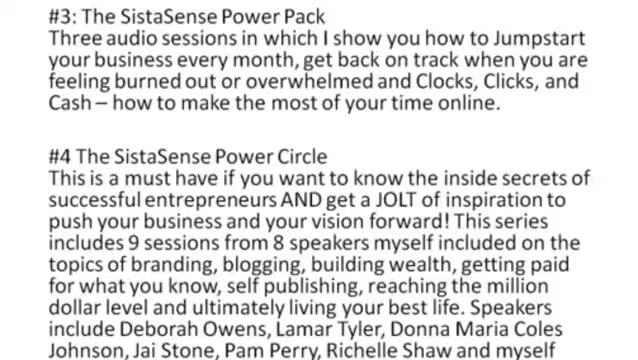 #3: The SistaSense Power Pack
Three audio sessions in which I show you how to Jumpstart
your business every month, get back on track when you are
feeling burned out or overwhelmed and Clocks, Clicks, and
Cash – how to make the most of your time online.
#4 The SistaSense Power Circle
This is a must have if you want to know the inside secrets of
successful entrepreneurs AND get a JOLT of inspiration to
push your business and your vision forward! This series
includes 9 sessions from 8 speakers myself included on the
topics of branding, blogging, building wealth, getting paid
for what you know, self publishing, reaching the million
dollar level and ultimately living your best life. Speakers
include Deborah Owens, Lamar Tyler, Donna Maria Coles
Johnson, Jai Stone, Pam Perry, Richelle Shaw and myself